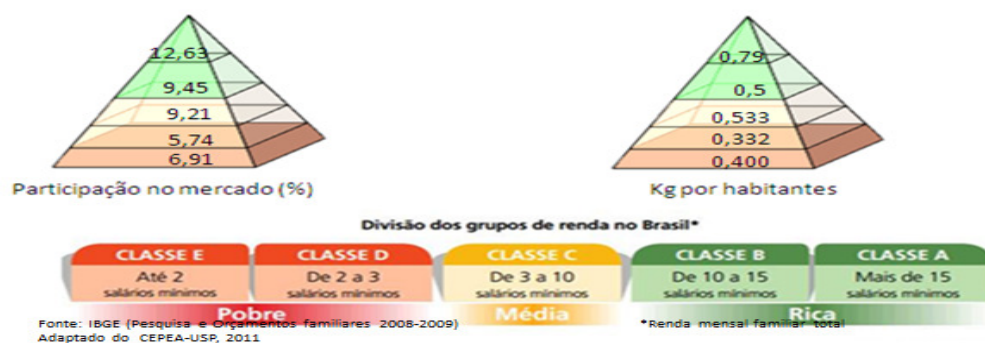 12,63
9,45
9,21
5,74
6,91
Participação no mercado (%)
0,79
0,5
0,533
0,332
0,400
Kg por habitantes
Divisão dos grupos de renda no Brasil*
CLASSE E
Até 2
salários mínimos
CLASSE D
De 2 a 3
salários mínimos
CLASSE C
De 3 a 10
salários mínimos
CLASSE B
De 10 a 15
salários mínimos
CLASSE A
Mais de 15
salários mínimos
Pobre
Média
Rica
Fonte: IBGE (Pesquisa e Orçamentos familiares 2008-2009)
*Renda mensal familiar total
Adaptado do CEPEA-USP, 2011